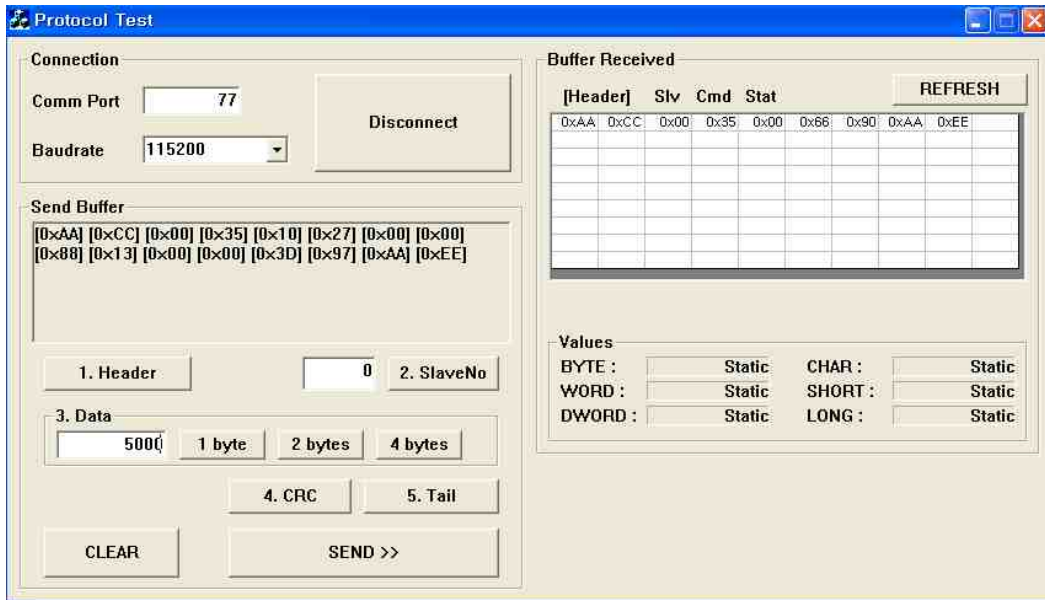 Protocol Test
Connection
Comm Port 77
Baudrate 115200
Disconnect
Send Buffer
[0xAA] [0xCC] [0x00] [0x35] [0x10] [0x27] [0x00] [0x00]
[0x88] [0x13] [0x00] [0x00] [0x3D] [0x97] [0xAA] [0xEE]
1. Header 0 2. SlaveNo
3. Data
5000 1 byte 2 bytes 4 bytes
4. CRC 5. Tail
CLEAR SEND >>
Buffer Received
REFRESH
[Header] Slv Cmd Stat
0xAA 0xCC 0x00 0x35 0x00 0x66 0x90 0xAA 0xEE
Values
BYTE : Static CHAR : Static
WORD : Static SHORT : Static
DWORD : Static LONG : Static